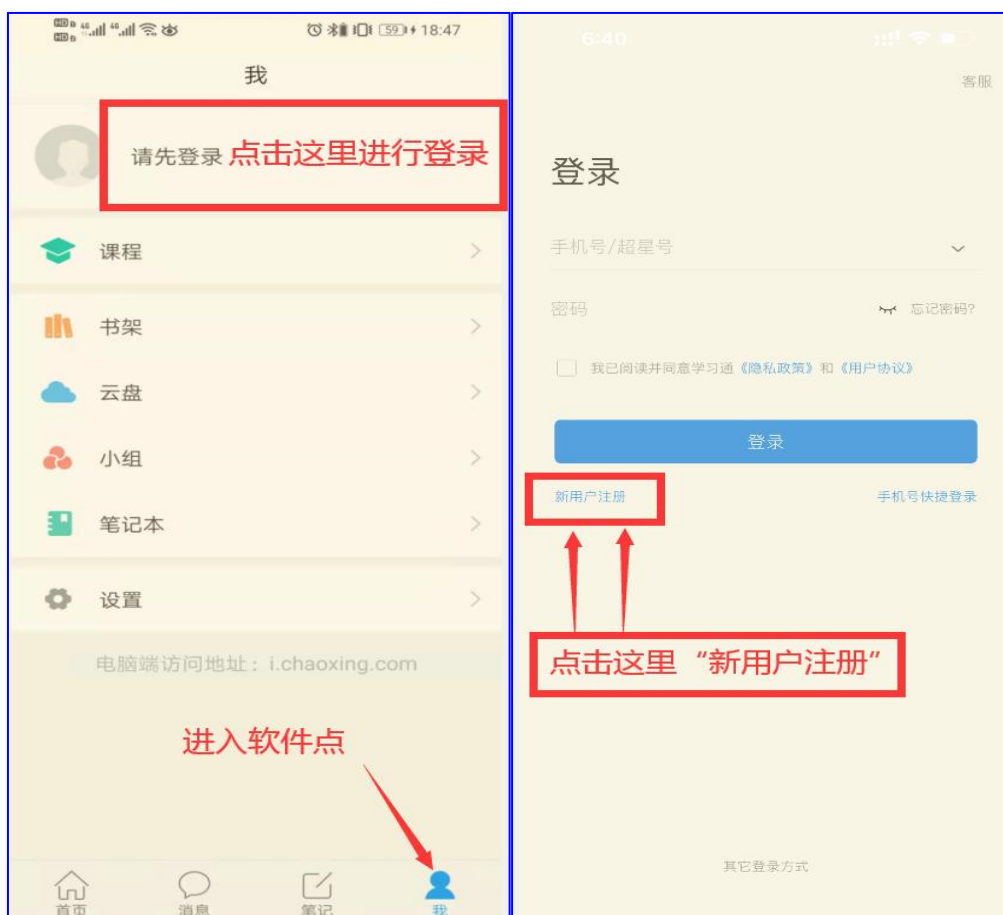 18:47
我
请先登录 点击这里进行登录
课程
书架
云盘
小组
笔记本
设置
电脑端访问地址：i.chaoxing.com
进入软件点
首页 消息 笔记 我
6:40
客服
登录
手机号/超星号
密码 忘记密码?
我已阅读并同意学习通《隐私政策》和《用户协议》
登录
新用户注册 手机号快捷登录
点击这里“新用户注册”
其它登录方式